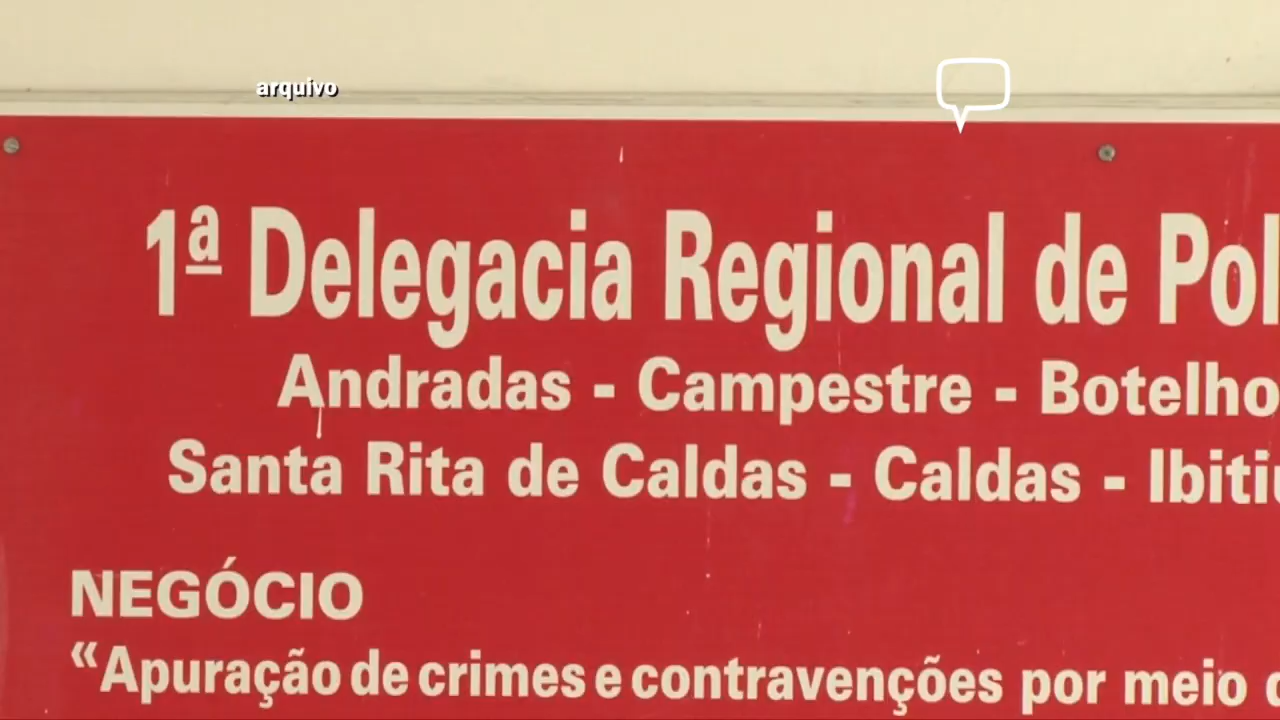 arquivo
1ª Delegacia Regional de Pol
Andradas - Campestre - Botelho
Santa Rita de Caldas - Caldas - Ibiti
NEGÓCIO
“Apuração de crimes e contravenções por meio